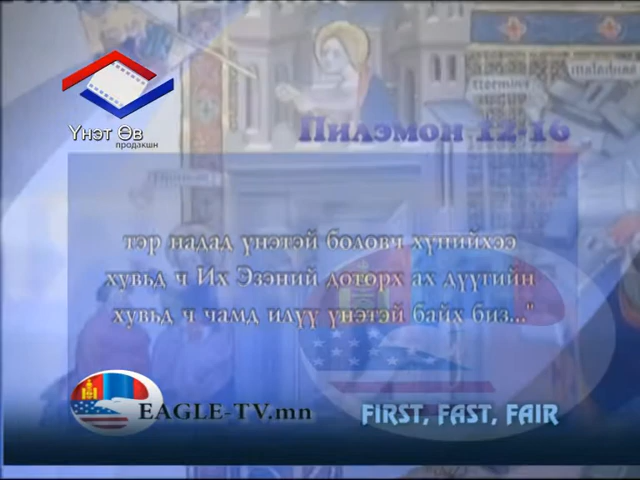 Үнэт Өв
продакшн
Пилэмон 12-16
тэр надад үнэтэй боловч хүнийхээ
хувьд ч Их Эзэний доторх ах дүүгийн
хувьд ч чамд илүү үнэтэй байх биз..."
EAGLE-TV.mn
FIRST, FAST, FAIR